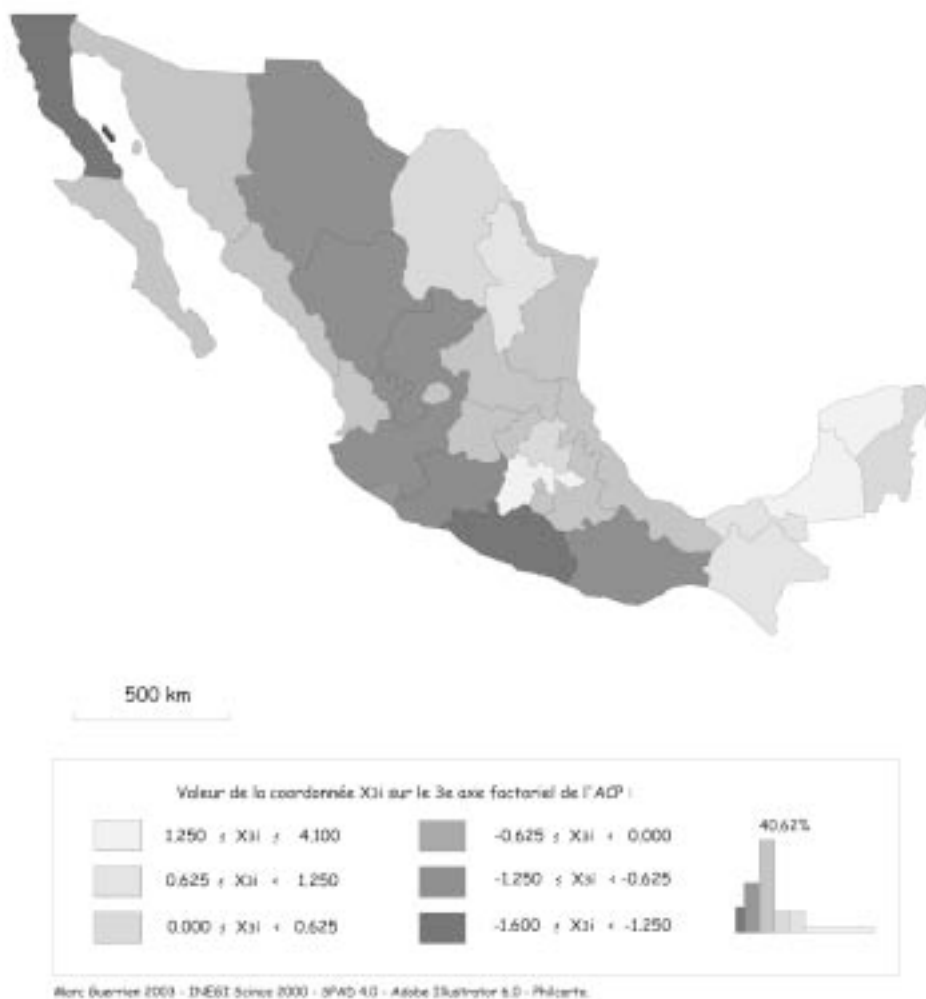 500 km
Valeur de la coordonnée X3i sur le 3e axe factoriel de l'ACP :
1.250 ≤ X3i ≤ 4.100
0.625 ≤ X3i < 1.250
0.000 ≤ X3i < 0.625
-0.625 ≤ X3i < 0.000
-1.250 ≤ X3i < -0.625
-1.600 ≤ X3i < -1.250
40.62%
Marc Guerrien 2003 - INEGI Scince 2000 - SPAD 4.0 - Adobe Illustrator 6.0 - Philcarto.